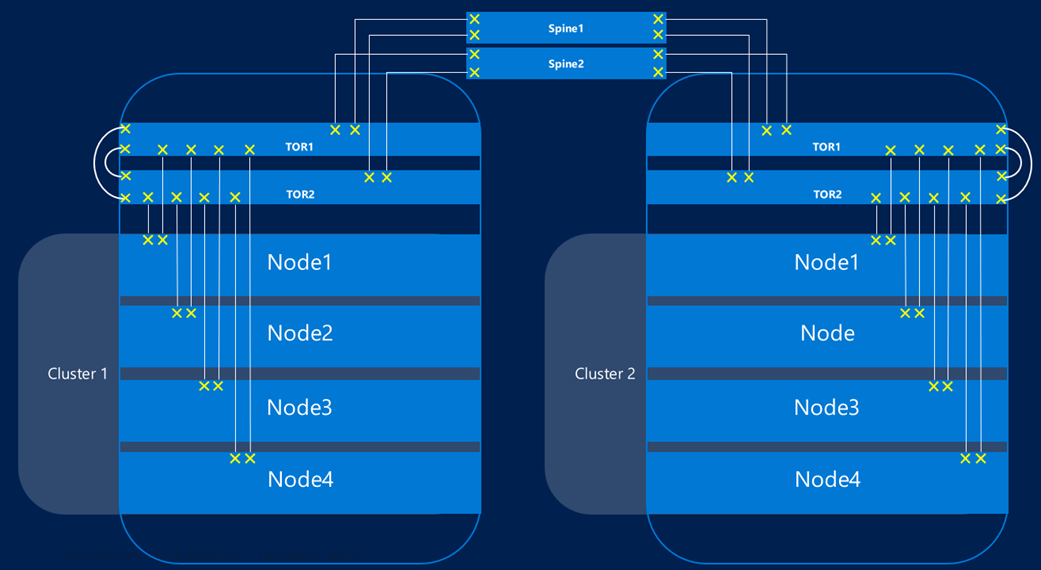 Spine1
Spine2
TOR1
TOR2
Node1
Node2
Cluster 1
Node3
Node4
TOR1
TOR2
Node1
Node
Cluster 2
Node3
Node4